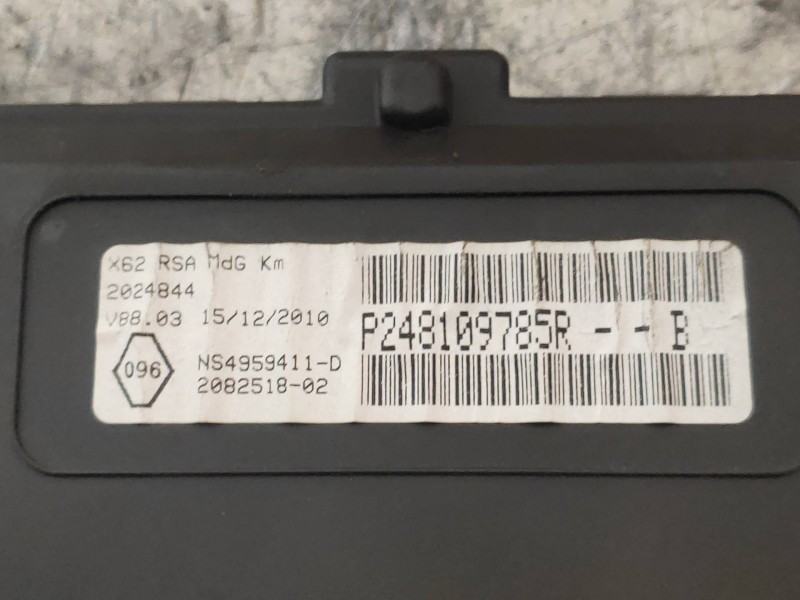 X62 RSA MdG Km
2024844
V88.03 15/12/2010
096
NS4959411-D
2082518-02
P248109785R - - B